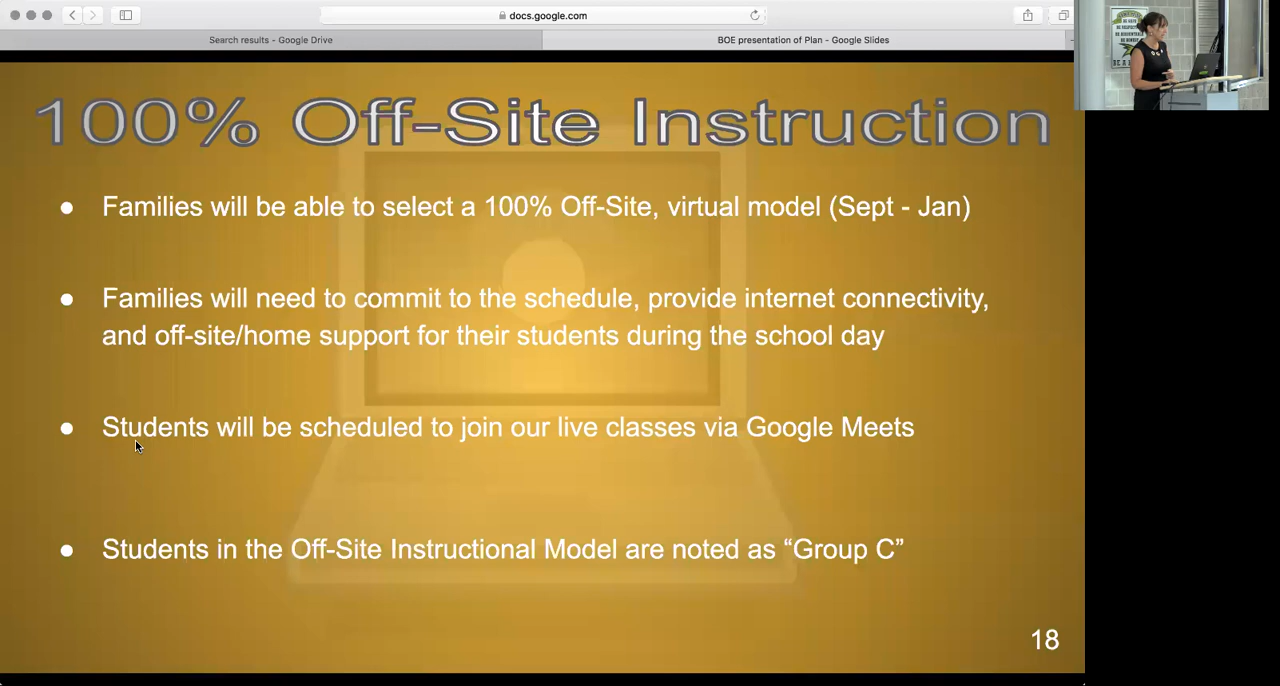 docs.google.com
Search results - Google Drive
BOE presentation of Plan - Google Slides
100% Off-Site Instruction
● Families will be able to select a 100% Off-Site, virtual model (Sept - Jan)
● Families will need to commit to the schedule, provide internet connectivity,
and off-site/home support for their students during the school day
● Students will be scheduled to join our live classes via Google Meets
● Students in the Off-Site Instructional Model are noted as “Group C”
18